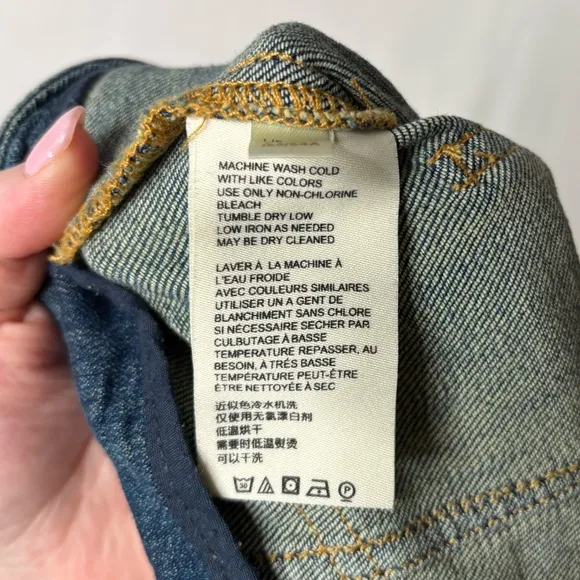 MACHINE WASH COLD
WITH LIKE COLORS
USE ONLY NON-CHLORINE
BLEACH
TUMBLE DRY LOW
LOW IRON AS NEEDED
MAY BE DRY CLEANED
LAVER À LA MACHINE À
L'EAU FROIDE
AVEC COULEURS SIMILAIRES
UTILISER UN A GENT DE
BLANCHIMENT SANS CHLORE
SI NÉCESSAIRE SECHER PAR
CULBUTAGE À BASSE
TEMPERATURE REPASSER, AU
BESOIN, À TRÉS BASSE
TEMPÉRATURE PEUT-ÊTRE
ÊTRE NETTOYÉE À SEC
近似色冷水机洗
仅使用无氯漂白剂
低温烘干
需要时低温熨烫
可以干洗
30 P